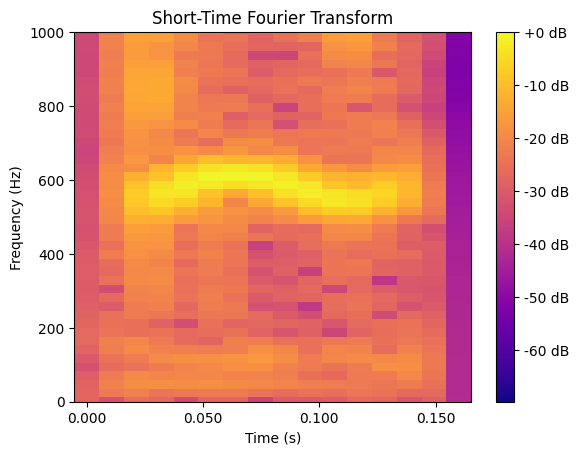 Short-Time Fourier Transform
1000
800
600
400
200
0
Frequency (Hz)
0.000
0.050
0.100
0.150
Time (s)
+0 dB
-10 dB
-20 dB
-30 dB
-40 dB
-50 dB
-60 dB